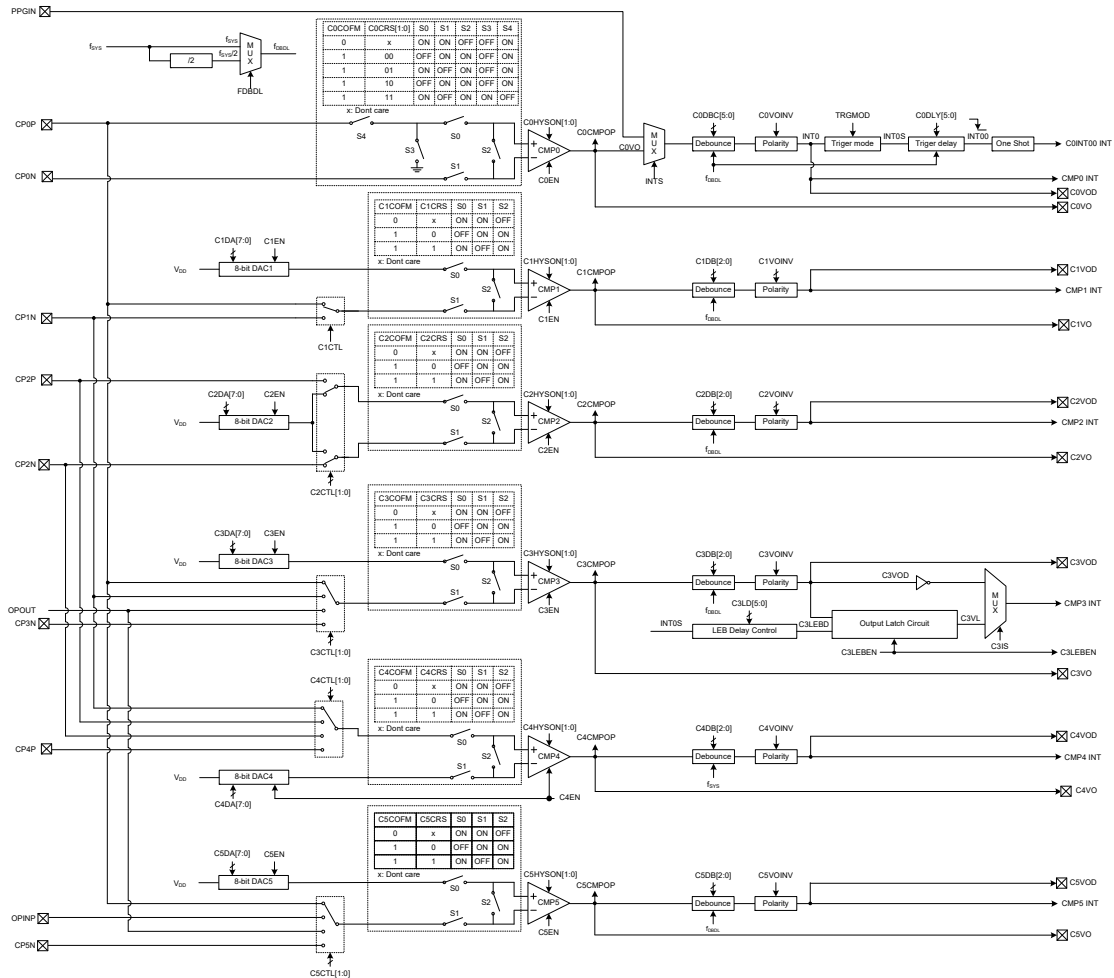 PPGIN
fSYS
fSYS
fSYS/2
/2
MUX
fDBDL
FDBDL
C0COFM C0CRS[1:0] S0 S1 S2 S3 S4
0 x ON ON OFF OFF ON
1 00 OFF ON ON OFF ON
1 01 ON OFF ON OFF ON
1 10 OFF ON ON ON OFF
1 11 ON OFF ON ON OFF
x: Dont care
CP0P
S4
S0
S3
S2
S1
CP0N
C0HYSON[1:0]
+
CMP0
−
C0EN
C0CMPOP
C0VO
MUX
INTS
C0DBC[5:0]
Debounce
fDBDL
C0VOINV
Polarity
INT0
TRGMOD
Triger mode
INT0S
C0DLY[5:0]
Triger delay
INT00
One Shot
C0INT00 INT
CMP0 INT
C0VOD
C0VO
C1COFM C1CRS S0 S1 S2
0 x ON ON OFF
1 0 OFF ON ON
1 1 ON OFF ON
x: Dont care
C1DA[7:0]
C1EN
VDD
8-bit DAC1
S0
S2
S1
CP1N
C1CTL
C1HYSON[1:0]
+
CMP1
−
C1EN
C1CMPOP
C1DB[2:0]
Debounce
fDBDL
C1VOINV
Polarity
C1VOD
CMP1 INT
C1VO
C2COFM C2CRS S0 S1 S2
0 x ON ON OFF
1 0 OFF ON ON
1 1 ON OFF ON
x: Dont care
CP2P
C2DA[7:0]
C2EN
VDD
8-bit DAC2
CP2N
C2CTL[1:0]
S0
S2
S1
C2HYSON[1:0]
+
CMP2
−
C2EN
C2CMPOP
C2DB[2:0]
Debounce
fDBDL
C2VOINV
Polarity
C2VOD
CMP2 INT
C2VO
C3COFM C3CRS S0 S1 S2
0 x ON ON OFF
1 0 OFF ON ON
1 1 ON OFF ON
x: Dont care
C3DA[7:0]
C3EN
VDD
8-bit DAC3
OPOUT
CP3N
C3CTL[1:0]
S0
S2
S1
C3HYSON[1:0]
+
CMP3
−
C3EN
C3CMPOP
C3DB[2:0]
Debounce
fDBDL
C3VOINV
Polarity
C3VOD
C3VOD
INT0S
C3LD[5:0]
LEB Delay Control
C3LEBD
Output Latch Circuit
C3VL
MUX
C3IS
CMP3 INT
C3LEBEN
C3LEBEN
C3VO
C4COFM C4CRS S0 S1 S2
0 x ON ON OFF
1 0 OFF ON ON
1 1 ON OFF ON
x: Dont care
C4CTL[1:0]
CP4P
VDD
8-bit DAC4
C4DA[7:0]
S0
S2
S1
C4HYSON[1:0]
+
CMP4
−
C4EN
C4CMPOP
C4DB[2:0]
Debounce
fSYS
C4VOINV
Polarity
C4VOD
CMP4 INT
C4VO
C5COFM C5CRS S0 S1 S2
0 x ON ON OFF
1 0 OFF ON ON
1 1 ON OFF ON
x: Dont care
C5DA[7:0]
C5EN
VDD
8-bit DAC5
OPINP
CP5N
C5CTL[1:0]
S0
S2
S1
C5HYSON[1:0]
+
CMP5
−
C5EN
C5CMPOP
C5DB[2:0]
Debounce
fDBDL
C5VOINV
Polarity
C5VOD
CMP5 INT
C5VO